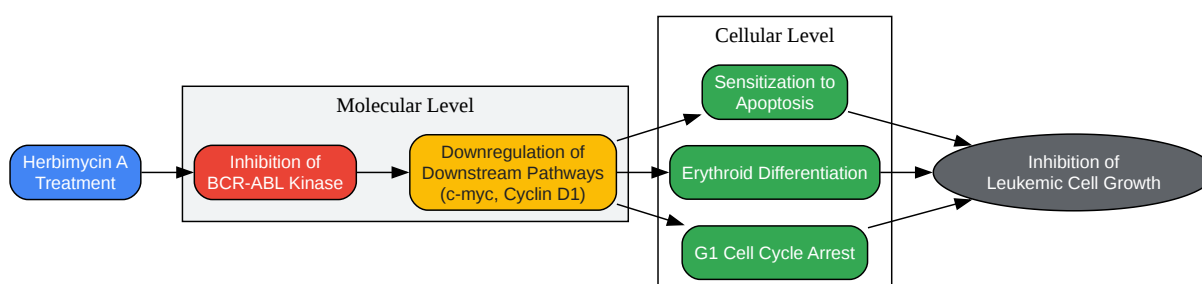 Herbimycin A
Treatment
Molecular Level
Inhibition of
BCR-ABL Kinase
Downregulation of
Downstream Pathways
(c-myc, Cyclin D1)
Cellular Level
Sensitization to
Apoptosis
Erythroid Differentiation
G1 Cell Cycle Arrest
Inhibition of
Leukemic Cell Growth